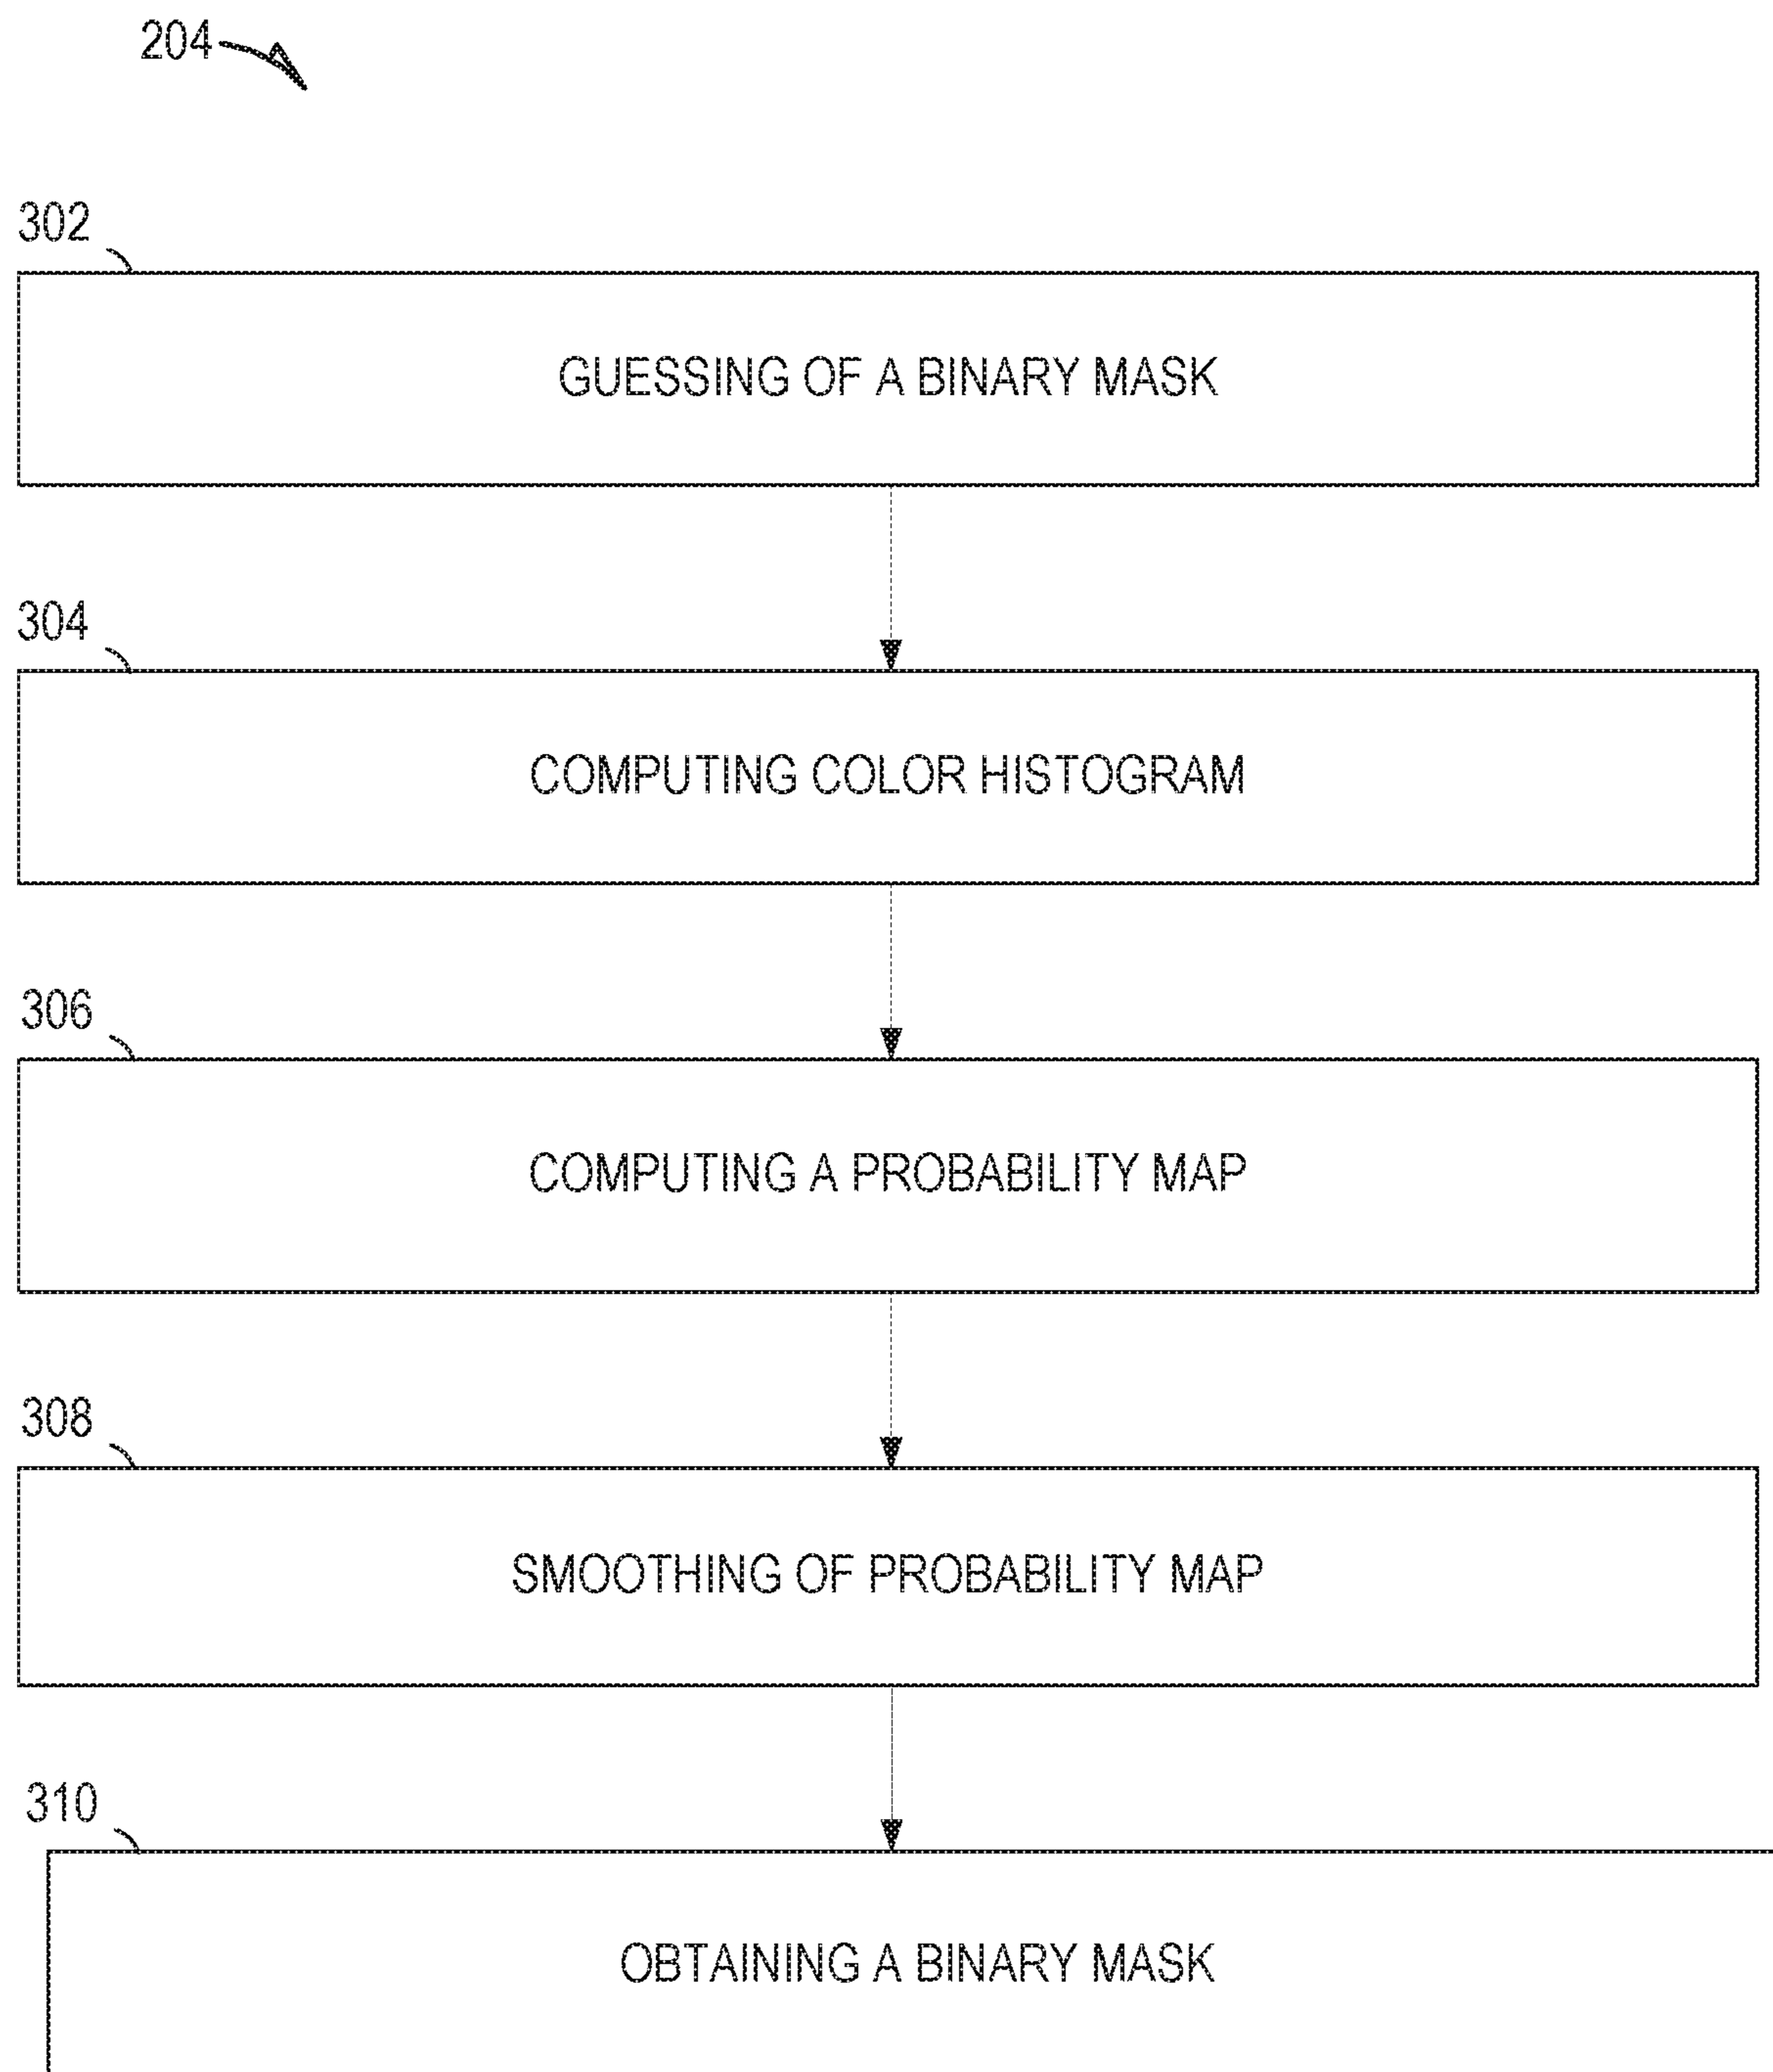 204
302
GUESSING OF A BINARY MASK
304
COMPUTING COLOR HISTOGRAM
306
COMPUTING A PROBABILITY MAP
308
SMOOTHING OF PROBABILITY MAP
310
OBTAINING A BINARY MASK